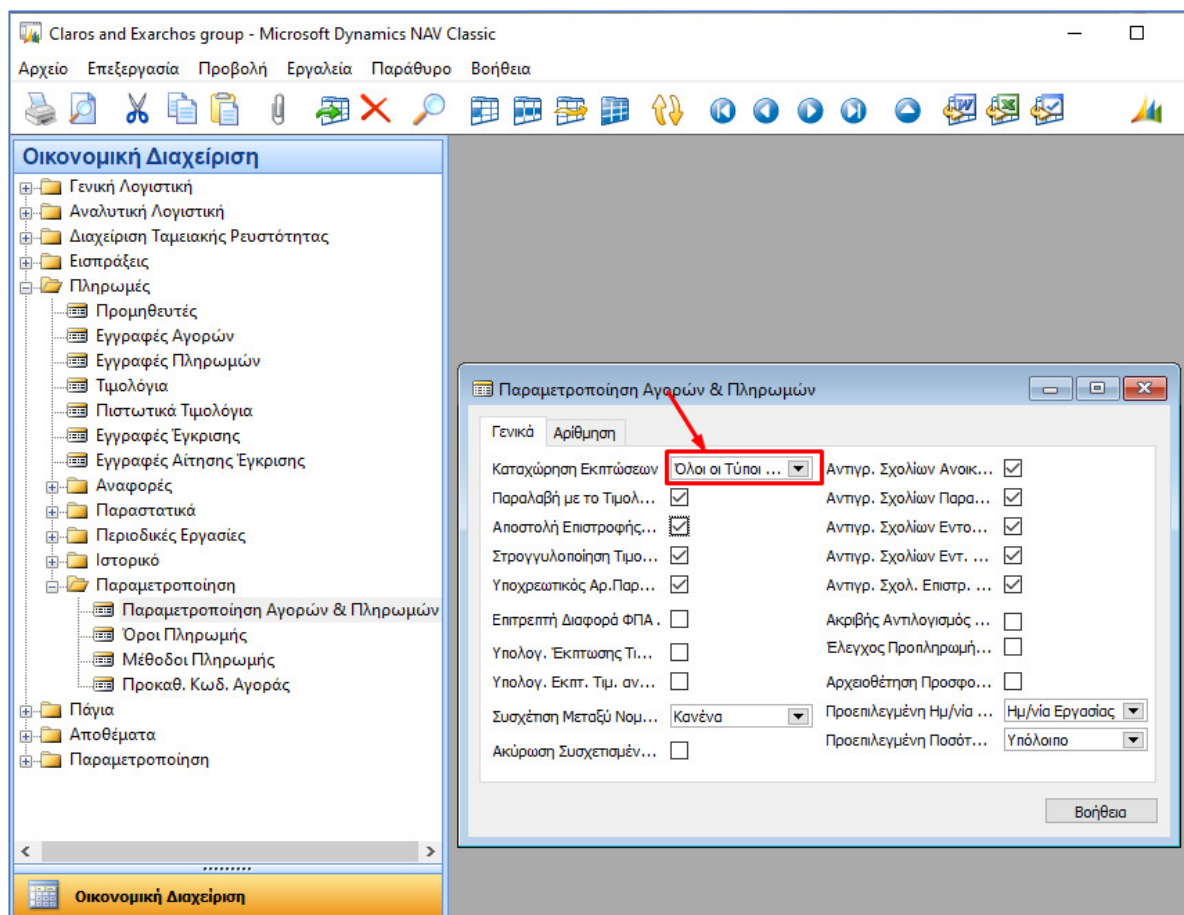 Claros and Exarchos group - Microsoft Dynamics NAV Classic
Αρχείο Επεξεργασία Προβολή Εργαλεία Παράθυρο Βοήθεια
Οικονομική Διαχείριση
Γενική Λογιστική
Αναλυτική Λογιστική
Διαχείριση Ταμειακής Ρευστότητας
Εισπράξεις
Πληρωμές
Προμηθευτές
Εγγραφές Αγορών
Εγγραφές Πληρωμών
Τιμολόγια
Πιστωτικά Τιμολόγια
Εγγραφές Έγκρισης
Εγγραφές Αίτησης Έγκρισης
Αναφορές
Παραστατικά
Περιοδικές Εργασίες
Ιστορικό
Παραμετροποίηση
Παραμετροποίηση Αγορών & Πληρωμών
Όροι Πληρωμής
Μέθοδοι Πληρωμής
Προκαθ. Κωδ. Αγοράς
Πάγια
Αποθέματα
Παραμετροποίηση
Οικονομική Διαχείριση
Παραμετροποίηση Αγορών & Πληρωμών
Γενικά Αρίθμηση
Καταχώρηση Εκπτώσεων Όλοι οι Τύποι ... Αντιγρ. Σχολίων Ανοικ...
Παραλαβή με το Τιμολ... Αντιγρ. Σχολίων Παρα...
Αποστολή Επιστροφής... Αντιγρ. Σχολίων Εντο...
Στρογγυλοποίηση Τιμο... Αντιγρ. Σχολίων Εντ. ...
Υποχρεωτικός Αρ.Παρ... Αντιγρ. Σχολ. Επιστρ. ...
Επιτρεπτή Διαφορά ΦΠΑ . Ακριβής Αντιλογισμός ...
Υπολογ. Έκπτωσης Τι... Έλεγχος Προπληρωμή...
Υπολογ. Εκπτ. Τιμ. αν... Αρχειοθέτηση Προσφο...
Συσχέτιση Μεταξύ Νομ... Κανένα Προεπιλεγμένη Ημ/νία ... Ημ/νία Εργασίας
Ακύρωση Συσχετισμέν... Προεπιλεγμένη Ποσότ... Υπόλοιπο
Βοήθεια